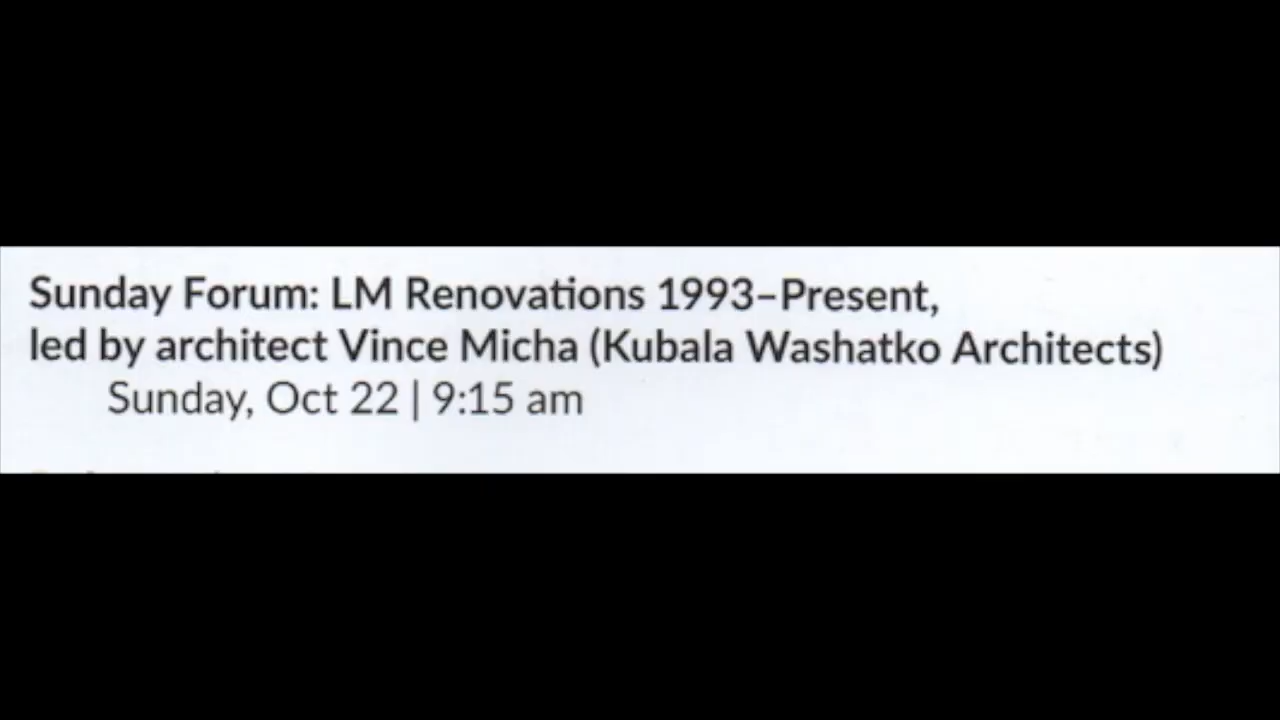 Sunday Forum: LM Renovations 1993–Present,
led by architect Vince Micha (Kubala Washatko Architects)
Sunday, Oct 22 | 9:15 am